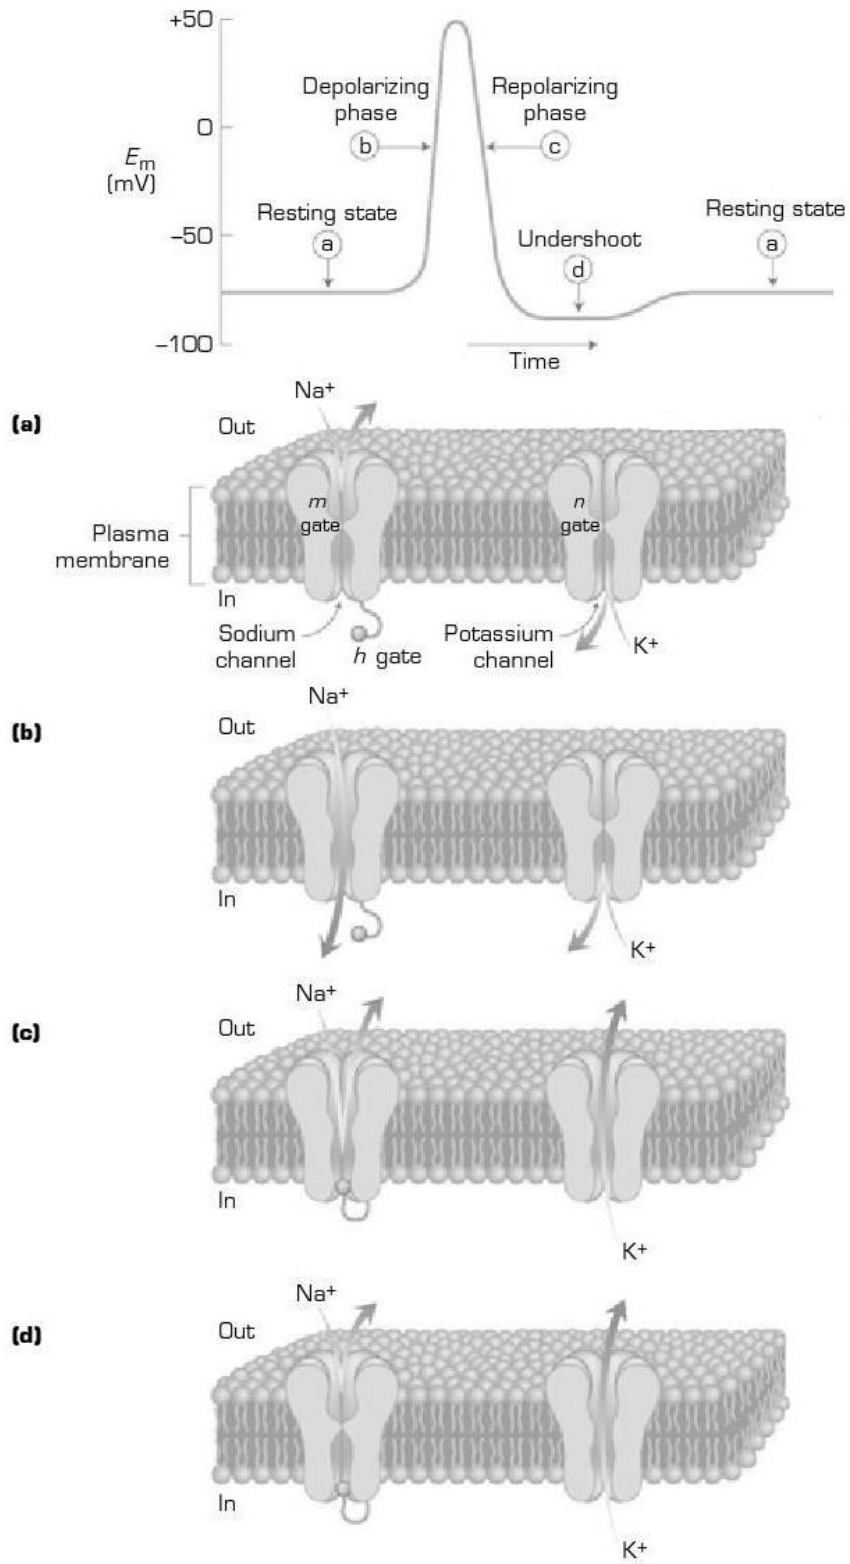 +50
Depolarizing
phase
b
Repolarizing
phase
c
0
Em
(mV)
Resting state
a
−50
Undershoot
d
Resting state
a
−100
Time
(a)
Na+
Out
m
gate
n
gate
Plasma
membrane
In
Sodium
channel
h gate
Potassium
channel
K+
(b)
Na+
Out
In
K+
(c)
Na+
Out
In
K+
(d)
Na+
Out
In
K+